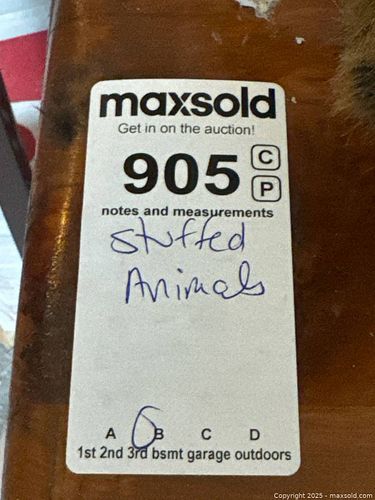 maxsold
Get in on the auction!
905 C
P
notes and measurements
Stuffed
Animals
A B C D
1st 2nd 3rd bsmt garage outdoors
Copyright 2025 - maxsold.com